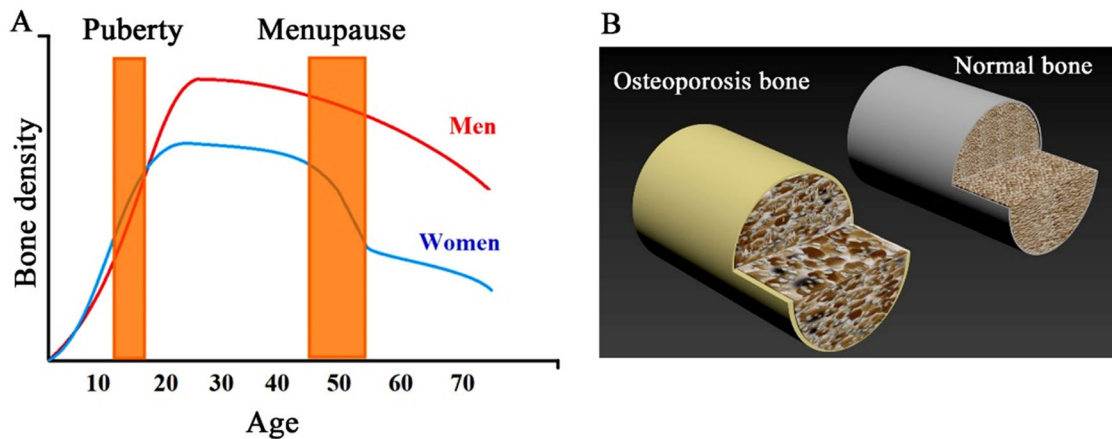 A
Puberty
Menupause
Bone density
Men
Women
10 20 30 40 50 60 70
Age
B
Osteoporosis bone
Normal bone